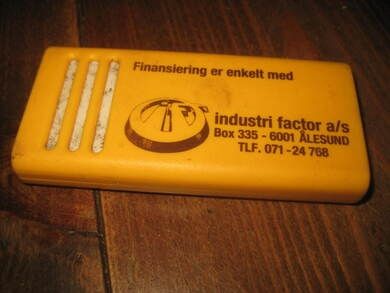 Finansiering er enkelt med
industri factor a/s
Box 335 - 6001 ÅLESUND
TLF. 071 - 24 768